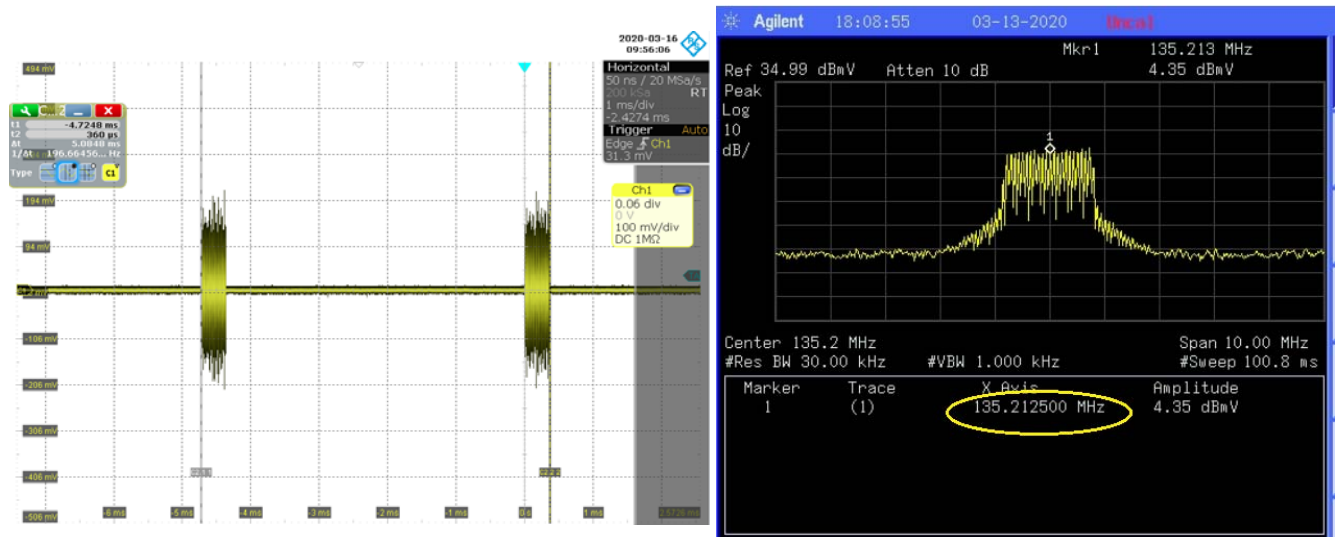 2020-03-16
09:56:06
494 mV
Horizontal
50 ns / 20 MSa/s
200 kSa RT
1 ms/div
-2.4274 ms
Trigger Auto
Edge Ch1
31.3 mV
t1 -4.7248 ms
t2 360 µs
Δt 5.0848 ms
1/Δt 196.66456... Hz
Type C1
Ch1
0.06 div
0 V
100 mV/div
DC 1MΩ
194 mV
94 mV
-106 mV
-206 mV
-306 mV
-406 mV
-506 mV
-6 ms
-5 ms
-4 ms
-3 ms
-2 ms
-1 ms
0 s
1 ms
2.5726 ms
Agilent 18:08:55 03-13-2020 Uncal
Mkr1 135.213 MHz
Ref 34.99 dBmV Atten 10 dB 4.35 dBmV
Peak
Log
10
dB/
1
Center 135.2 MHz Span 10.00 MHz
#Res BW 30.00 kHz #VBW 1.000 kHz #Sweep 100.8 ms
Marker Trace X Axis Amplitude
1 (1) 135.212500 MHz 4.35 dBmV